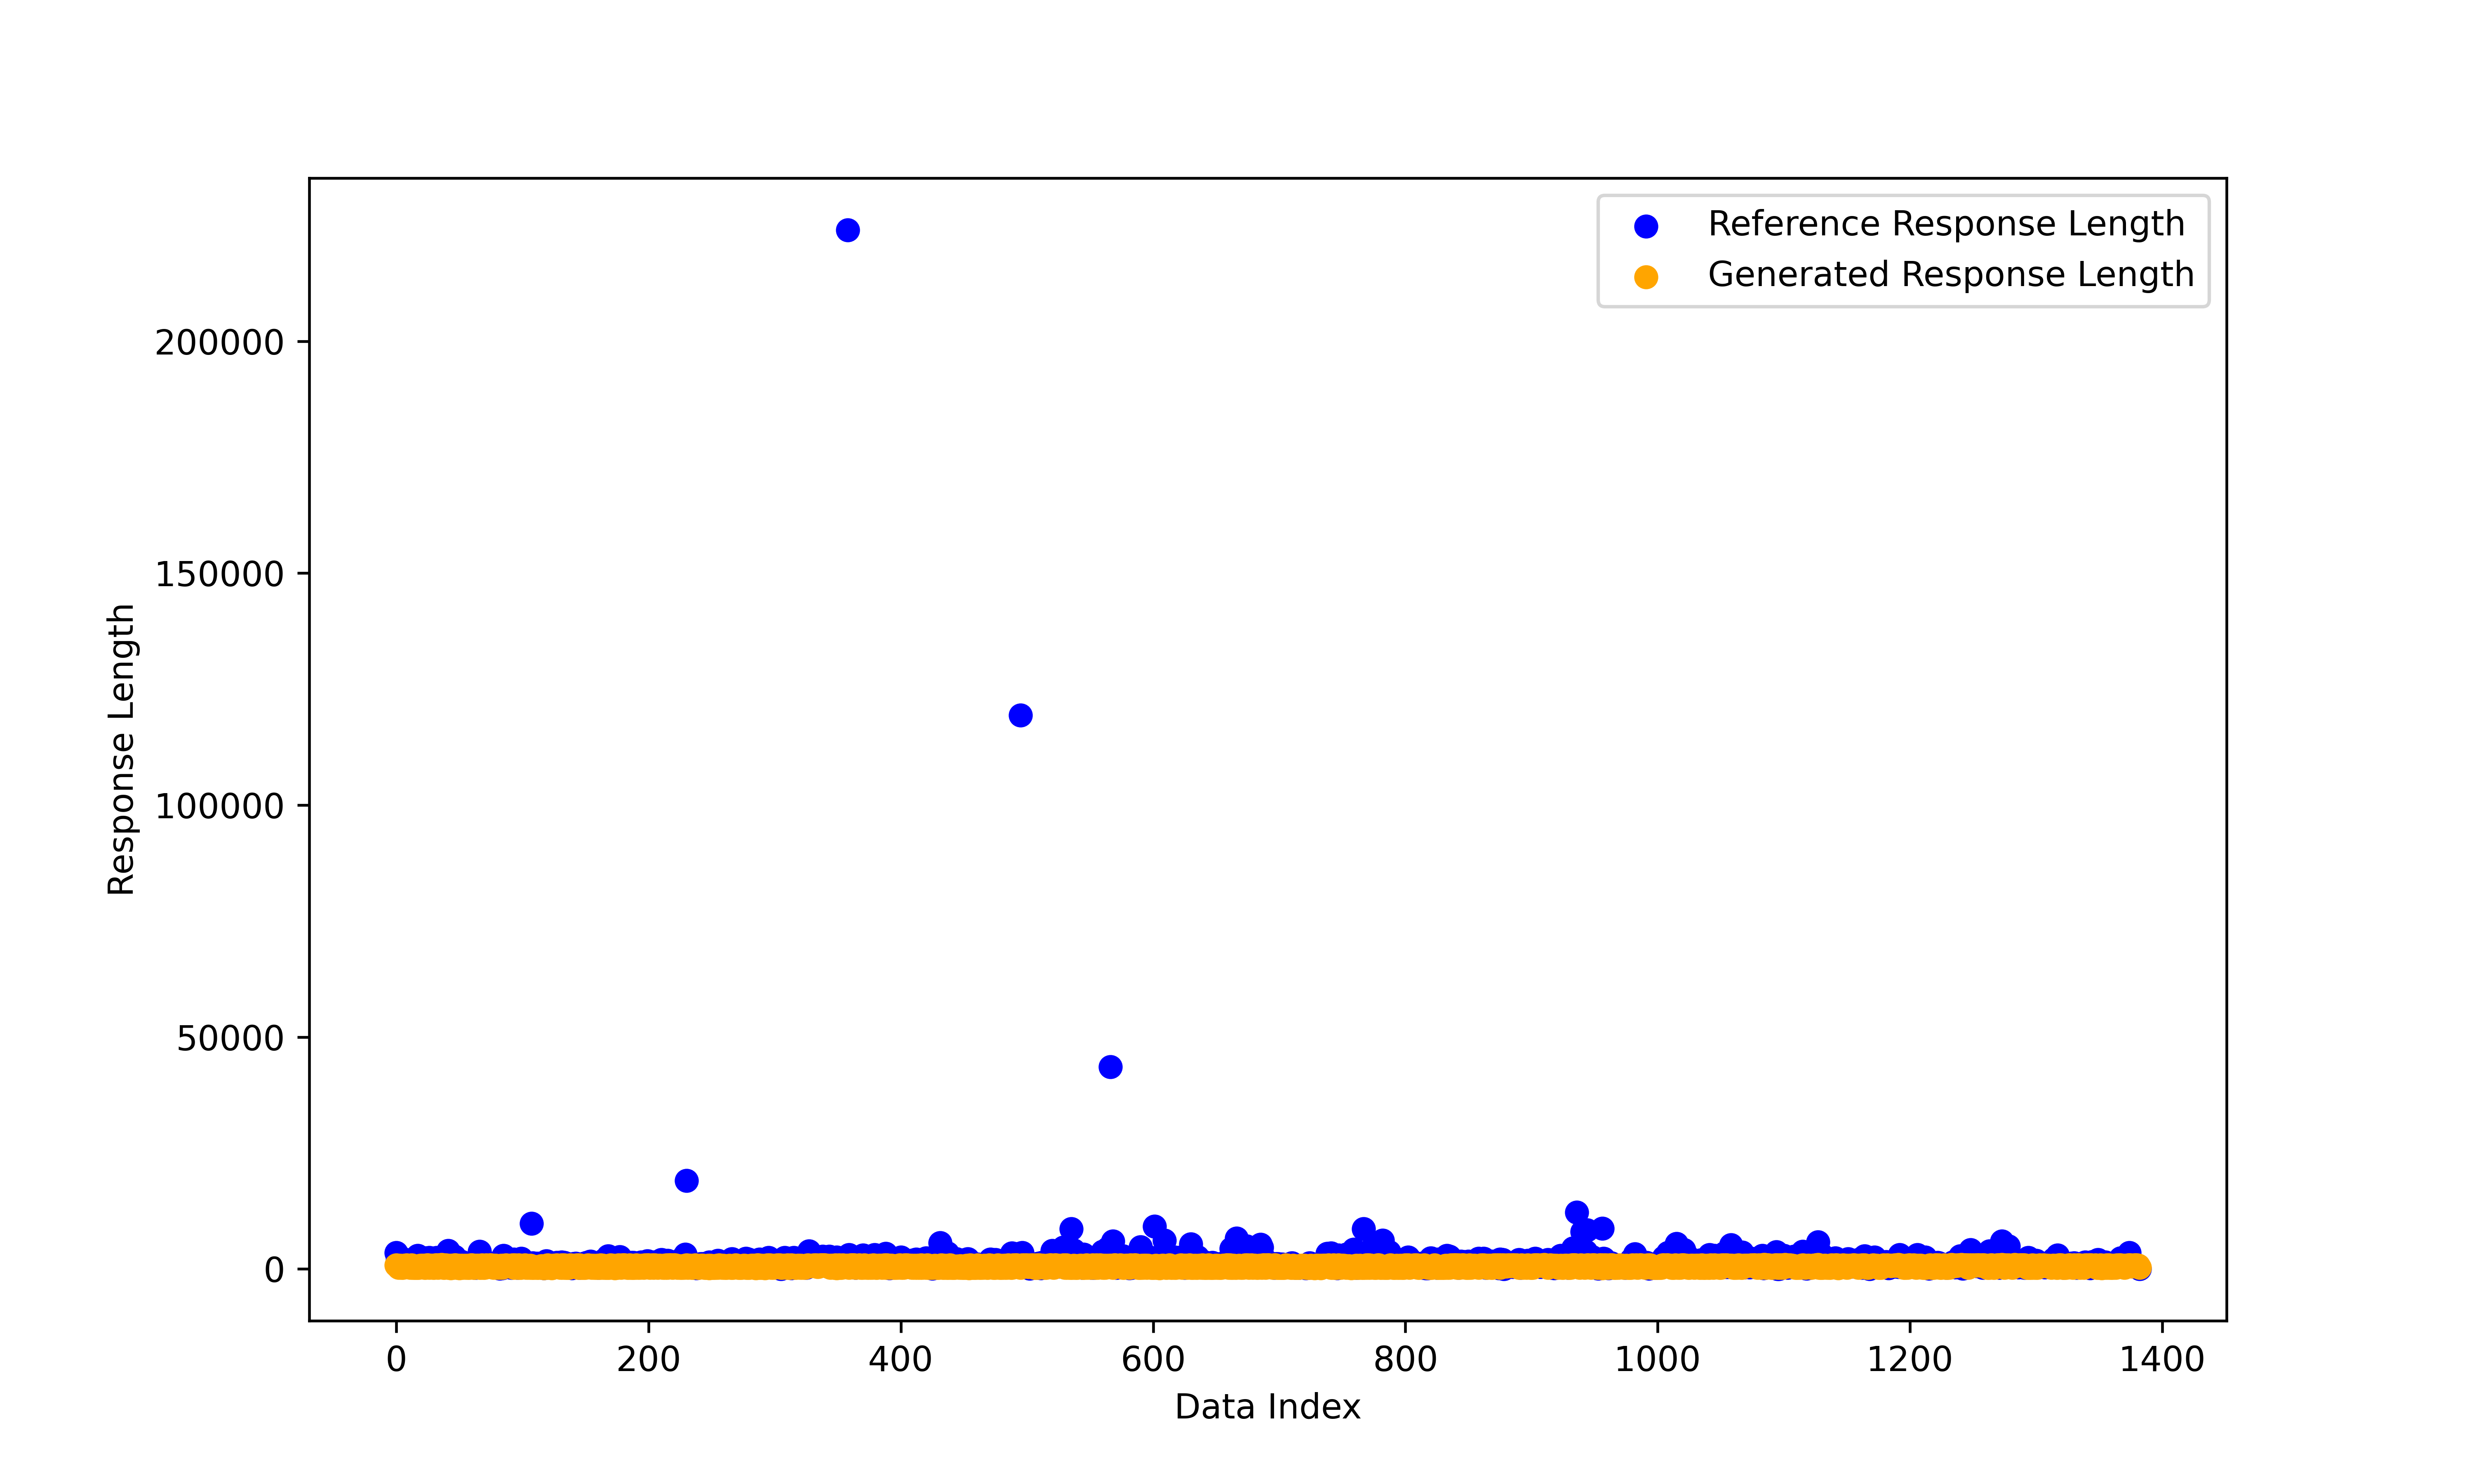 Reference Response Length
Generated Response Length
200000
150000
100000
50000
0
Response Length
0 200 400 600 800 1000 1200 1400
Data Index